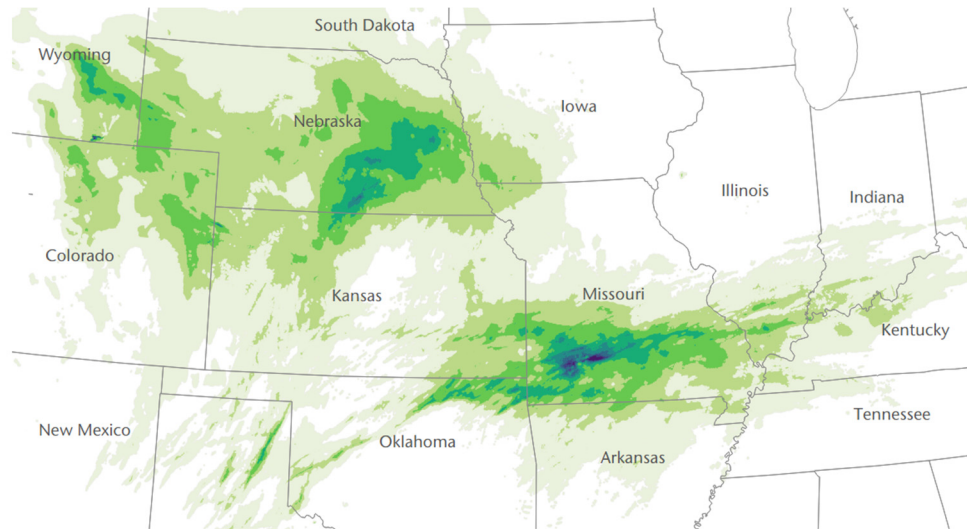 South Dakota
Wyoming
Iowa
Nebraska
Illinois
Indiana
Colorado
Kansas
Missouri
Kentucky
Tennessee
New Mexico
Oklahoma
Arkansas